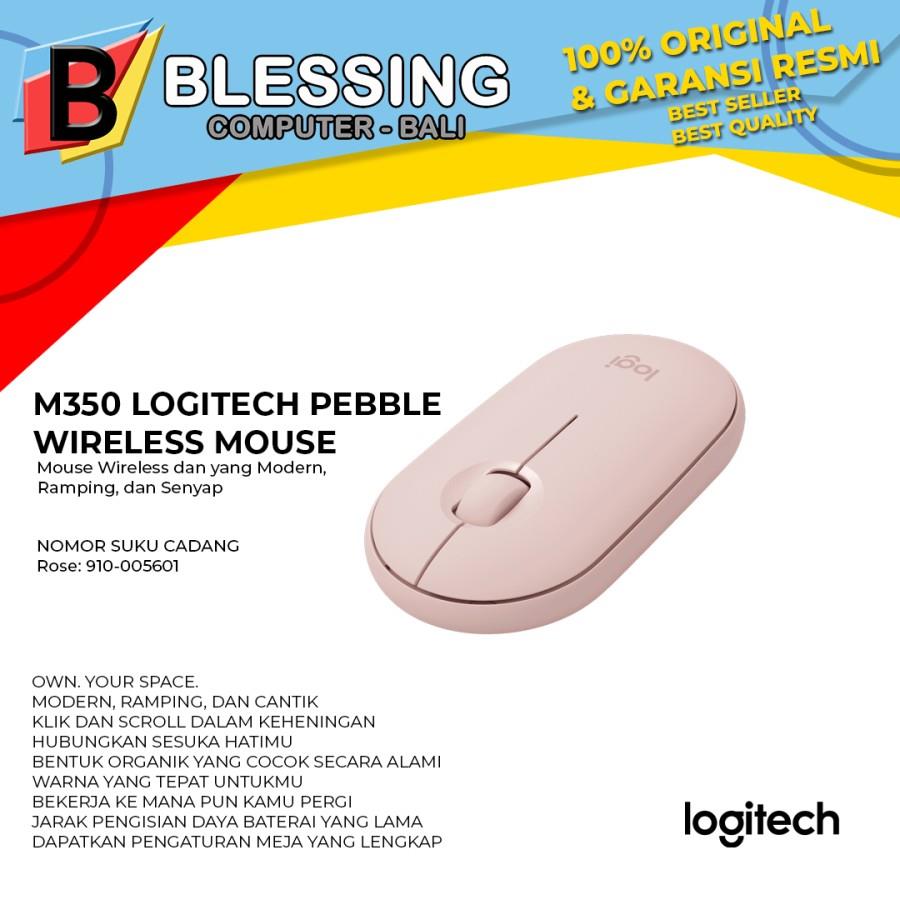 B
BLESSING
COMPUTER - BALI
100% ORIGINAL
& GARANSI RESMI
BEST SELLER
BEST QUALITY
logi
M350 LOGITECH PEBBLE
WIRELESS MOUSE
Mouse Wireless dan yang Modern,
Ramping, dan Senyap
NOMOR SUKU CADANG
Rose: 910-005601
OWN. YOUR SPACE.
MODERN, RAMPING, DAN CANTIK
KLIK DAN SCROLL DALAM KEHENINGAN
HUBUNGKAN SESUKA HATIMU
BENTUK ORGANIK YANG COCOK SECARA ALAMI
WARNA YANG TEPAT UNTUKMU
BEKERJA KE MANA PUN KAMU PERGI
JARAK PENGISIAN DAYA BATERAI YANG LAMA
DAPATKAN PENGATURAN MEJA YANG LENGKAP
logitech